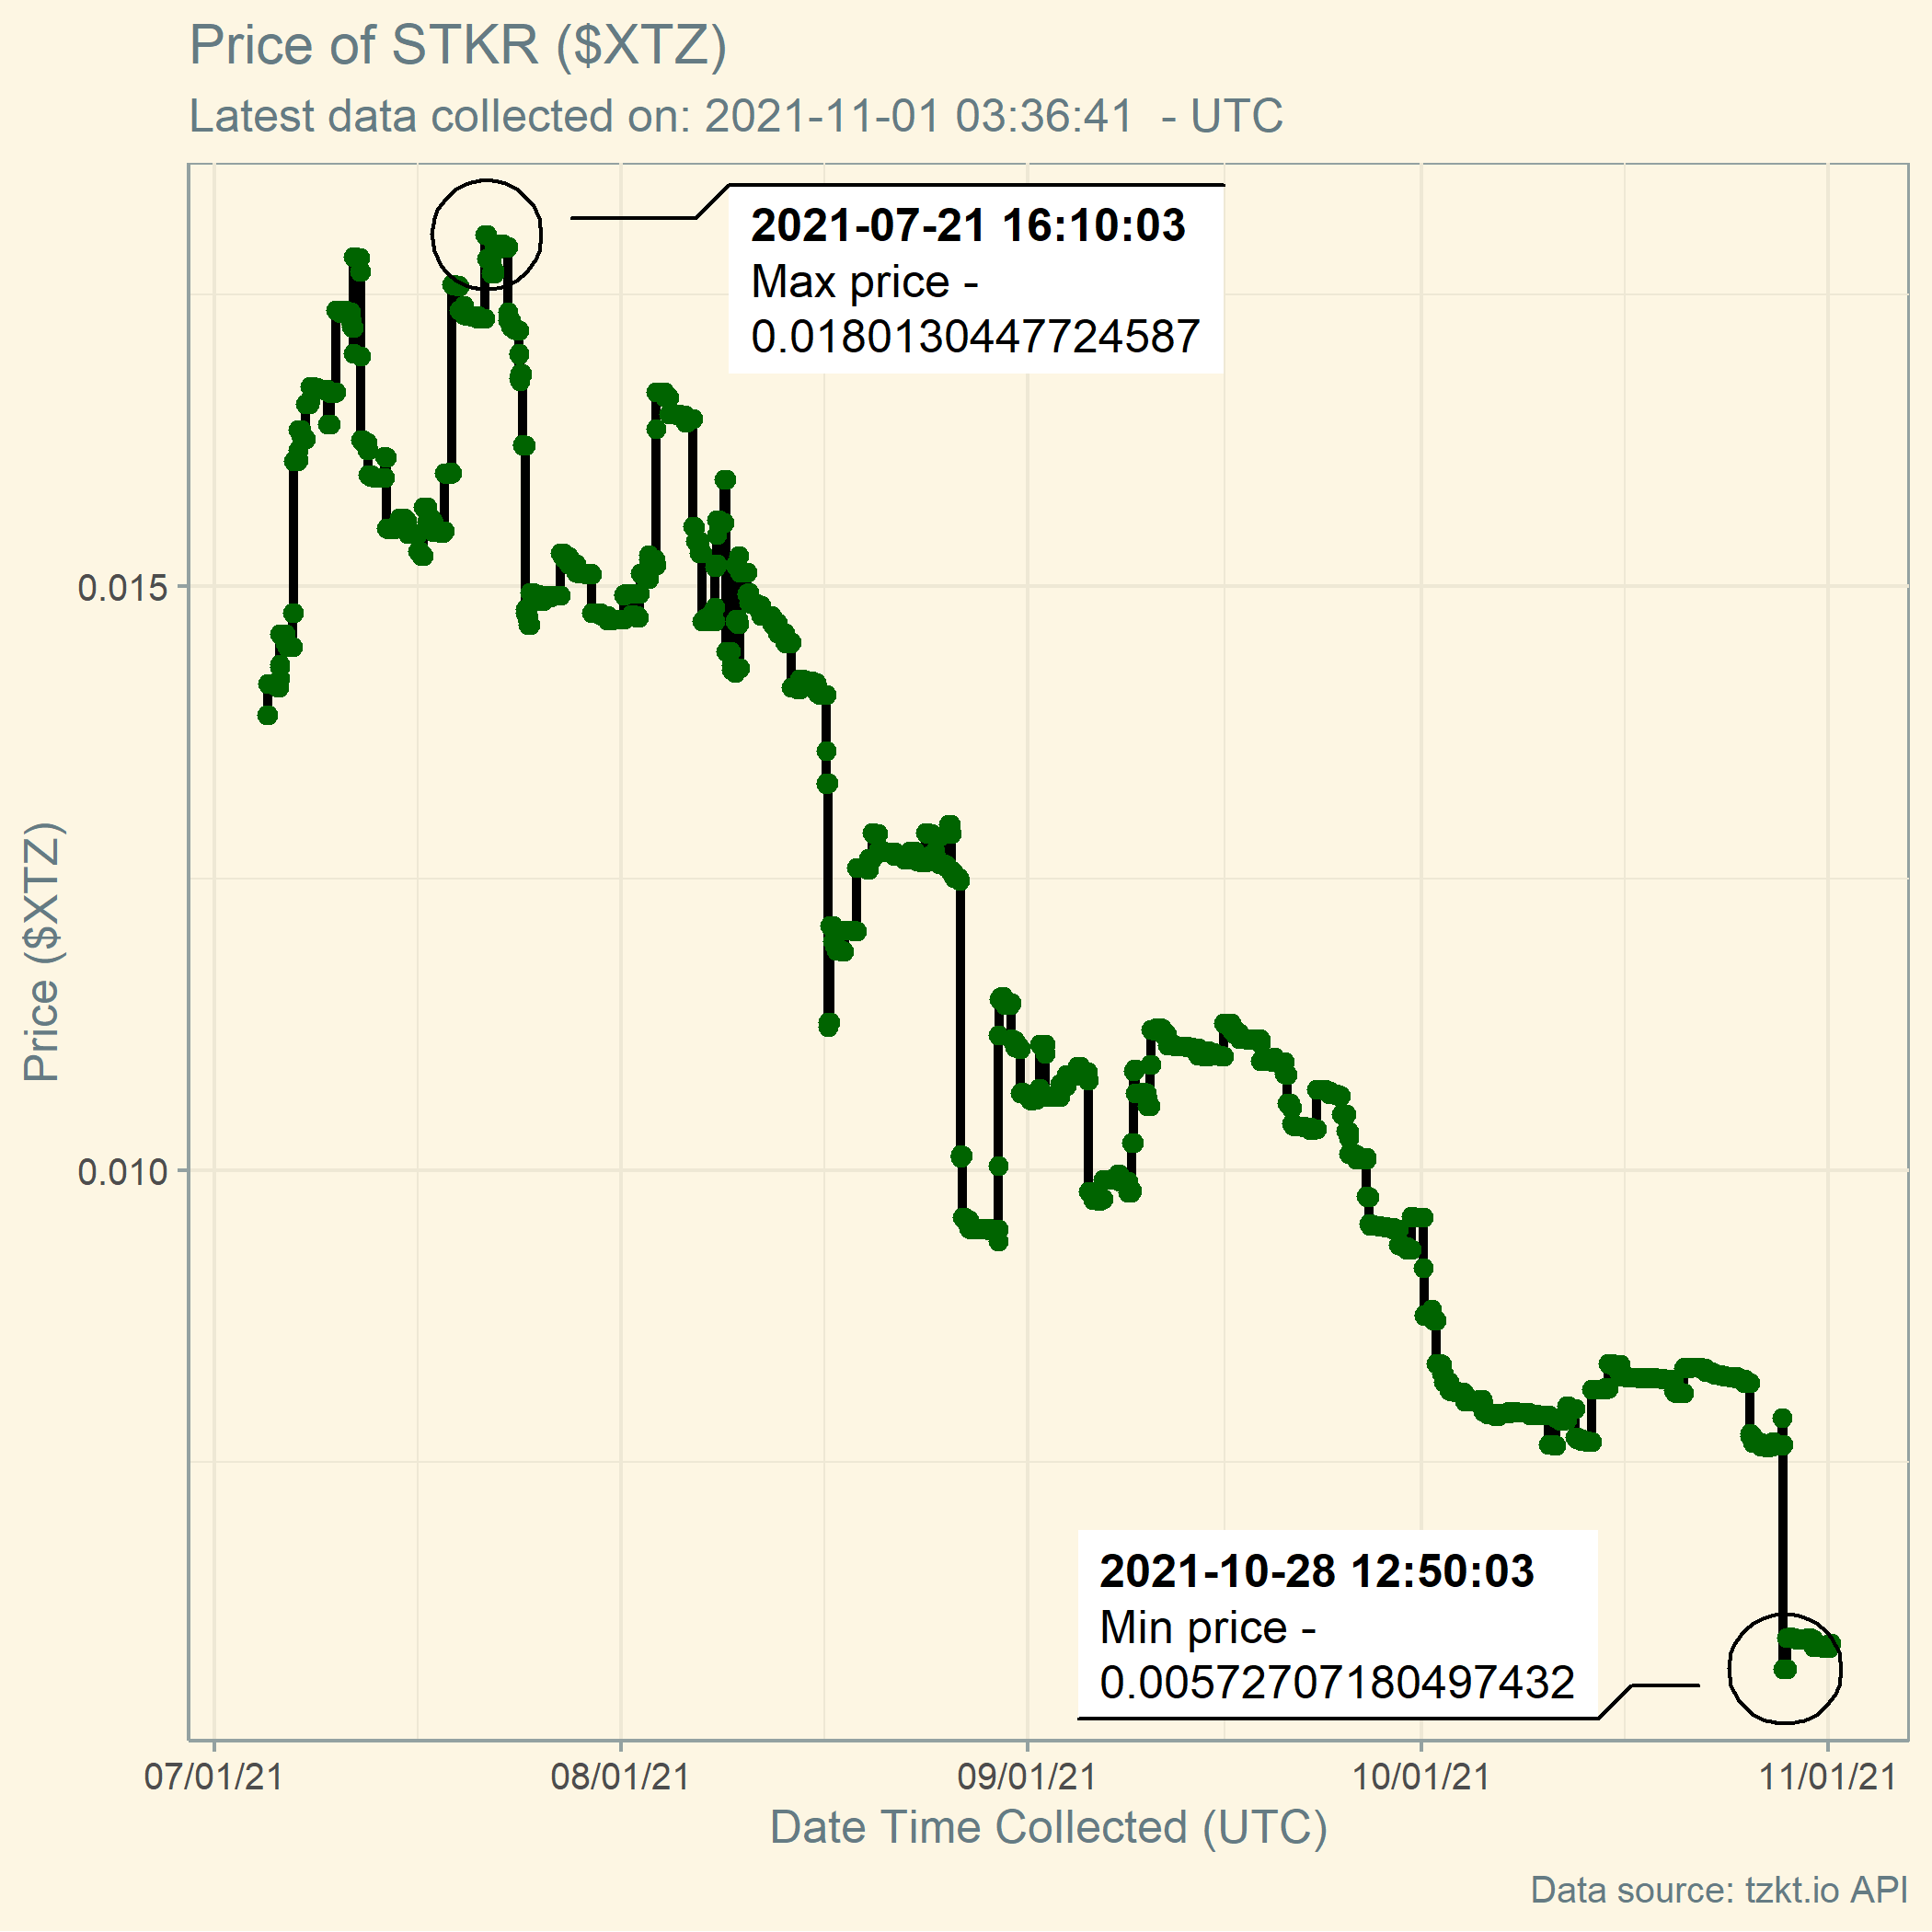 Price of STKR ($XTZ)
Latest data collected on: 2021-11-01 03:36:41  - UTC
2021-07-21 16:10:03
Max price -
0.0180130447724587
0.015
Price ($XTZ)
0.010
2021-10-28 12:50:03
Min price -
0.00572707180497432
07/01/21
08/01/21
09/01/21
10/01/21
11/01/21
Date Time Collected (UTC)
Data source: tzkt.io API